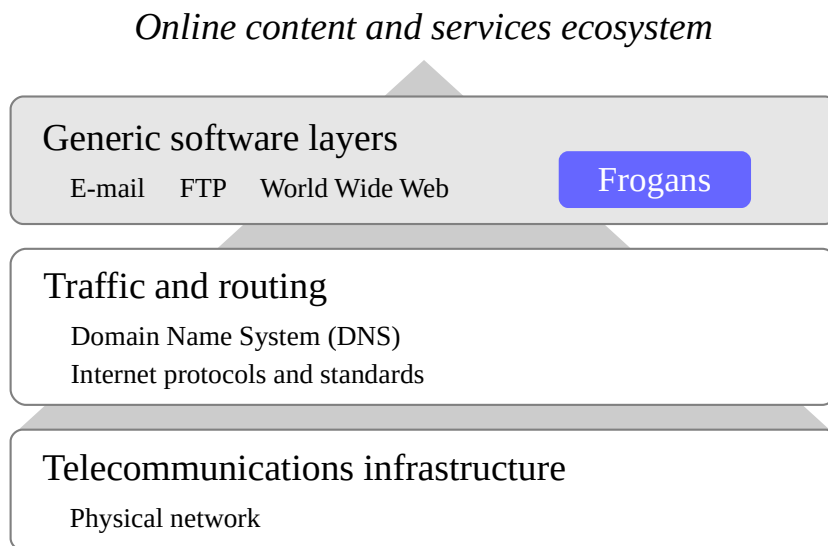 Online content and services ecosystem
Generic software layers
E-mail FTP World Wide Web
Frogans
Traffic and routing
Domain Name System (DNS)
Internet protocols and standards
Telecommunications infrastructure
Physical network